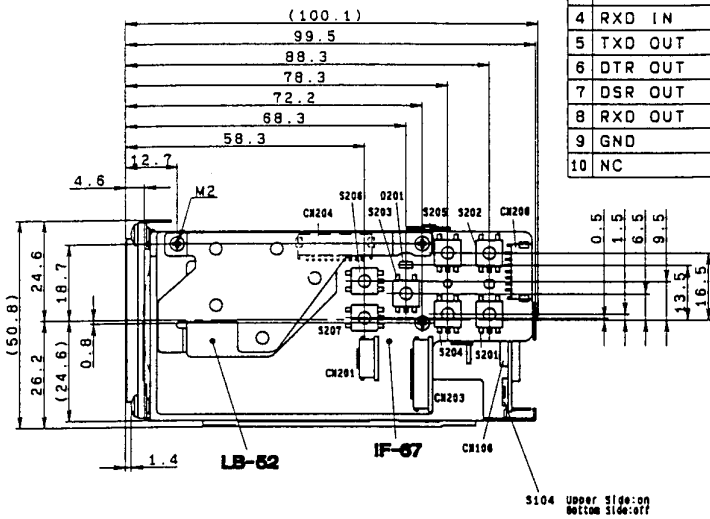 (100.1)
99.5
88.3
78.3
72.2
68.3
58.3
12.7
4.6
M2
4 RXD IN
5 TXD OUT
6 DTR OUT
7 DSR OUT
8 RXD OUT
9 GND
10 NC
CN204
S206
D201
S203
S205
S202
CN208
0.5
1.5
6.5
9.5
13.5
16.5
(50.8)
24.6
18.7
0.8
26.2
(24.6)
S207
CN201
S204
S201
CN203
CN106
1.4
LB-52
IF-67
S104 Upper Side:on
Bottom Side:off